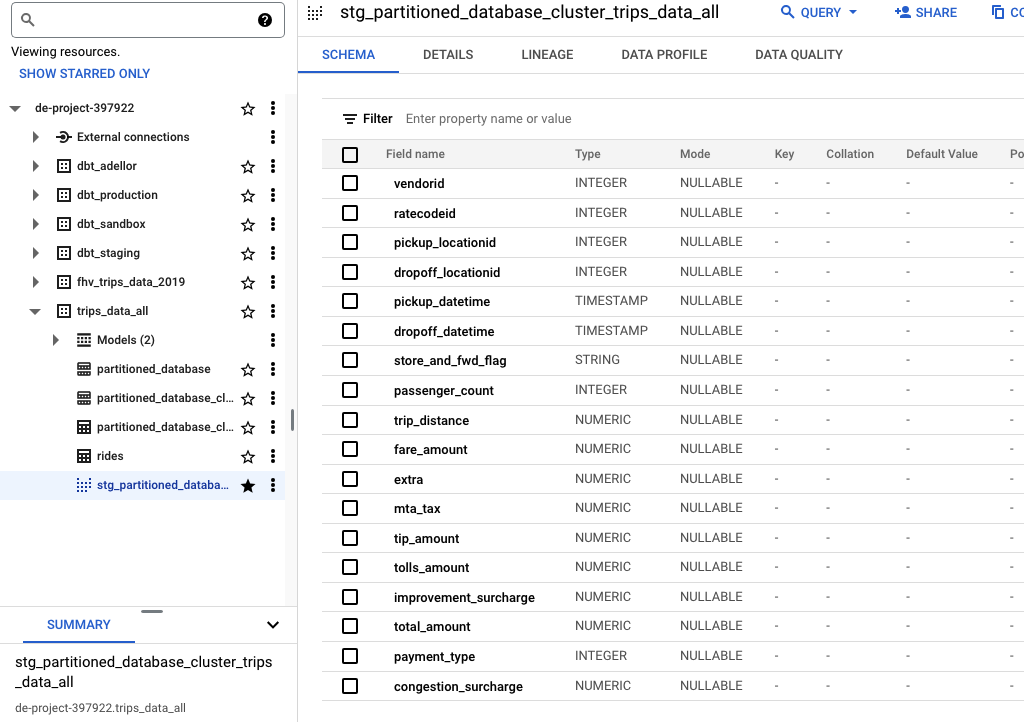 Viewing resources.
SHOW STARRED ONLY
de-project-397922
External connections
dbt_adellor
dbt_production
dbt_sandbox
dbt_staging
fhv_trips_data_2019
trips_data_all
Models (2)
partitioned_database
partitioned_database_cl...
partitioned_database_cl...
rides
stg_partitioned_databa...
SUMMARY
stg_partitioned_database_cluster_trips
_data_all
de-project-397922.trips_data_all
stg_partitioned_database_cluster_trips_data_all QUERY SHARE CO
SCHEMA DETAILS LINEAGE DATA PROFILE DATA QUALITY
Filter Enter property name or value
Field name Type Mode Key Collation Default Value Po
vendorid INTEGER NULLABLE - - - -
ratecodeid INTEGER NULLABLE - - - -
pickup_locationid INTEGER NULLABLE - - - -
dropoff_locationid INTEGER NULLABLE - - - -
pickup_datetime TIMESTAMP NULLABLE - - - -
dropoff_datetime TIMESTAMP NULLABLE - - - -
store_and_fwd_flag STRING NULLABLE - - - -
passenger_count INTEGER NULLABLE - - - -
trip_distance NUMERIC NULLABLE - - - -
fare_amount NUMERIC NULLABLE - - - -
extra NUMERIC NULLABLE - - - -
mta_tax NUMERIC NULLABLE - - - -
tip_amount NUMERIC NULLABLE - - - -
tolls_amount NUMERIC NULLABLE - - - -
improvement_surcharge NUMERIC NULLABLE - - - -
total_amount NUMERIC NULLABLE - - - -
payment_type INTEGER NULLABLE - - - -
congestion_surcharge NUMERIC NULLABLE - - - -